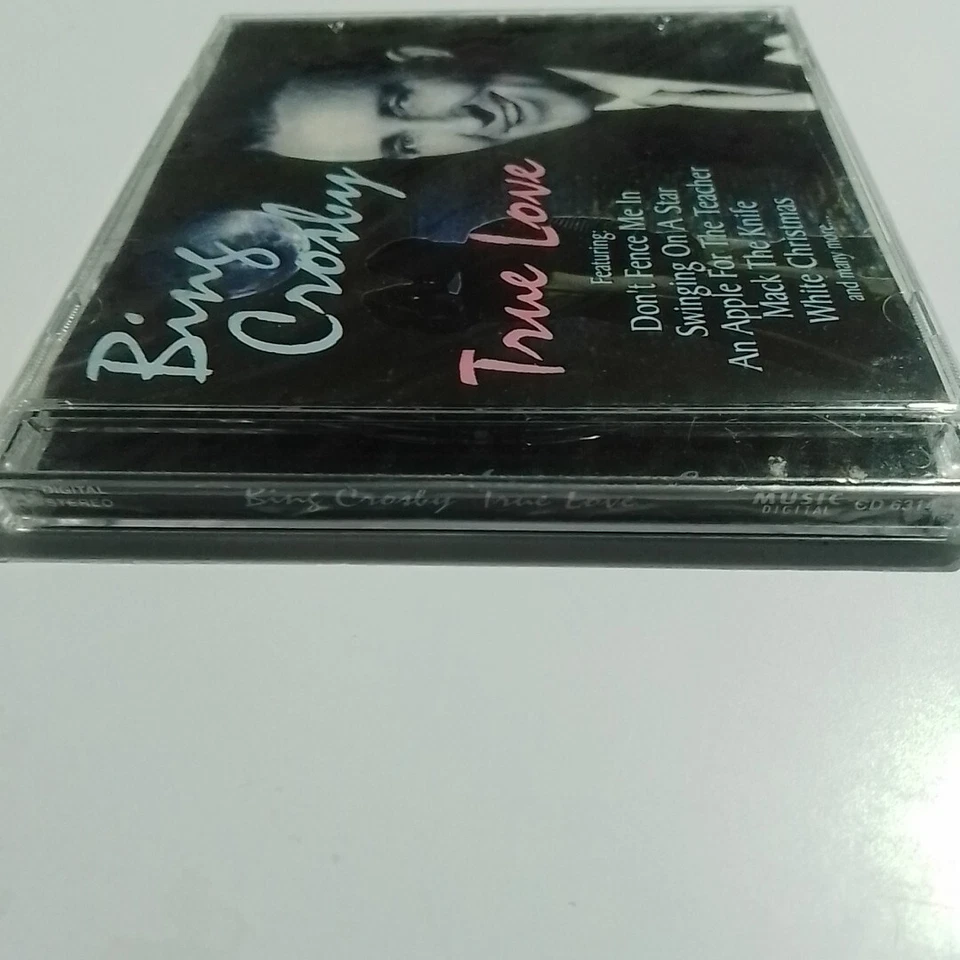 Bing
Crosby
True Love
Featuring:
Don't Fence Me In
Swinging On A Star
An Apple For The Teacher
Mack The Knife
White Christmas
and many more...
DIGITAL
STEREO
Bing Crosby True Love
MUSIC
DIGITAL
CD